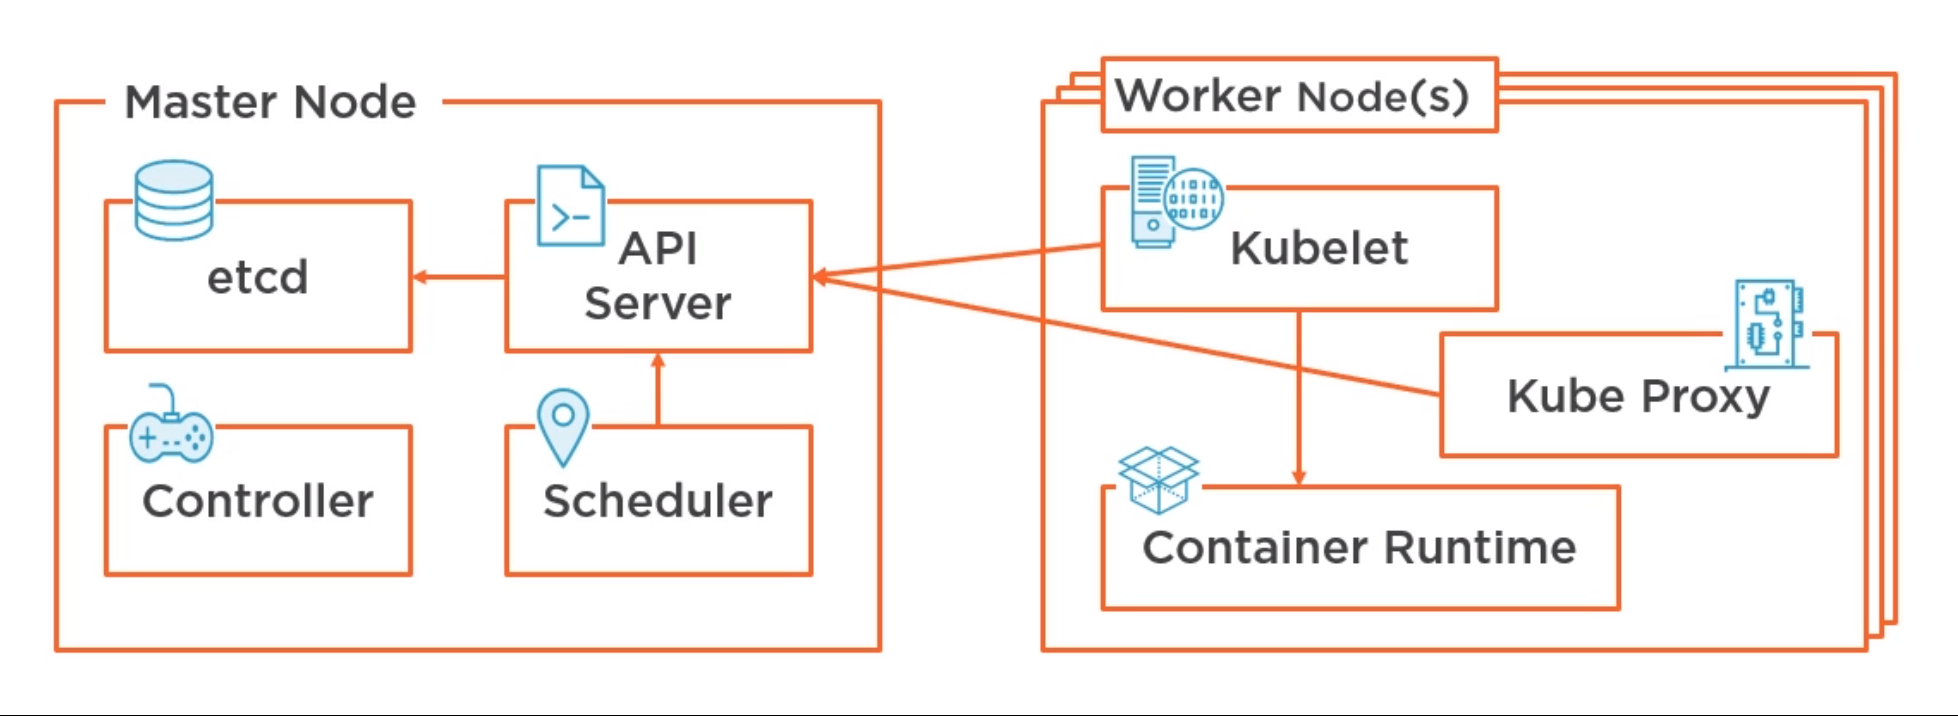 Master Node
etcd
API
Server
Controller
Scheduler
Worker Node(s)
Kubelet
Kube Proxy
Container Runtime